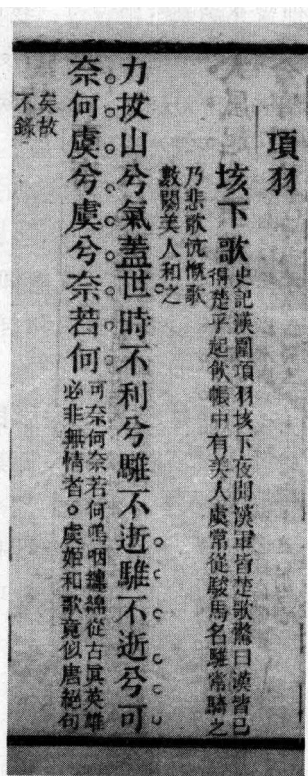 項羽
垓下歌
史記漢圍項羽垓下夜聞漢軍皆楚歌驚曰漢皆已
得楚乎起飲帳中有美人虞常從駿馬名騅常騎之
乃悲歌忼慨歌
數闋美人和之
力拔山兮氣蓋世時不利兮騅不逝騅不逝兮可
奈何虞兮虞兮奈若何
可奈何奈若何嗚咽纏綿從古眞英雄
必非無情者。虞姬和歌竟似唐絕句
矣故
不錄